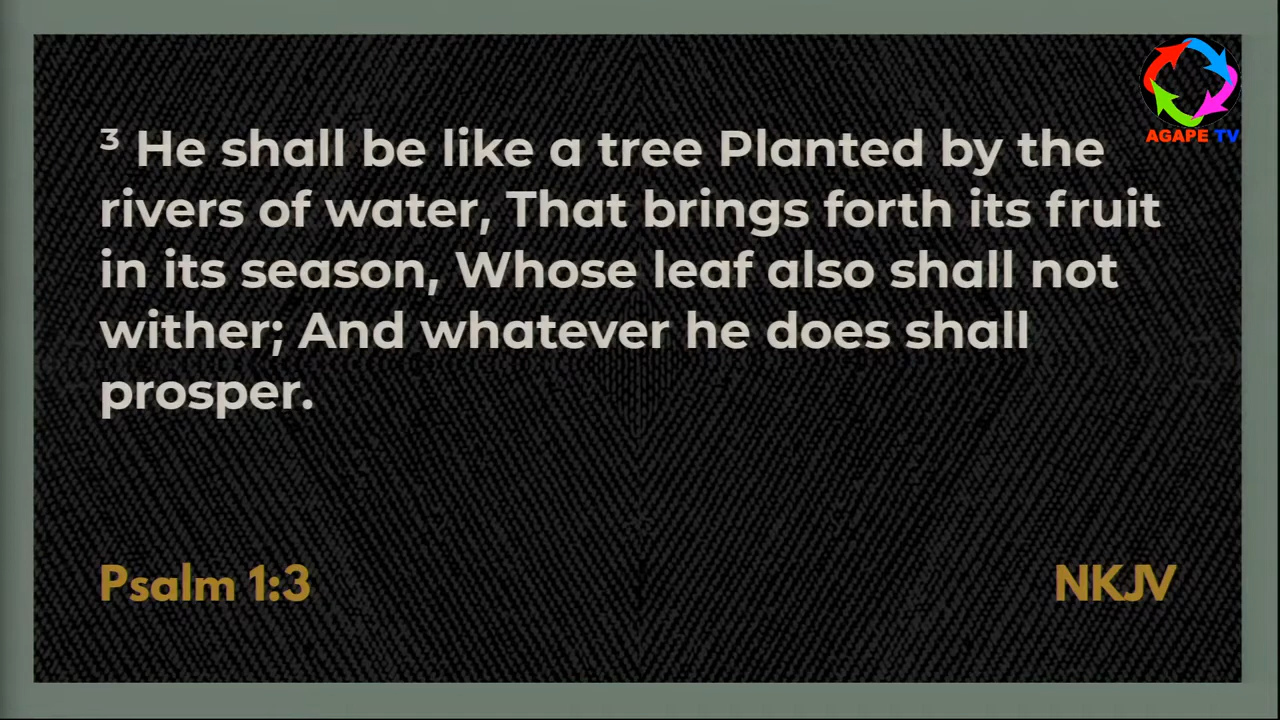 AGAPE TV
³ He shall be like a tree Planted by the
rivers of water, That brings forth its fruit
in its season, Whose leaf also shall not
wither; And whatever he does shall
prosper.
Psalm 1:3
NKJV